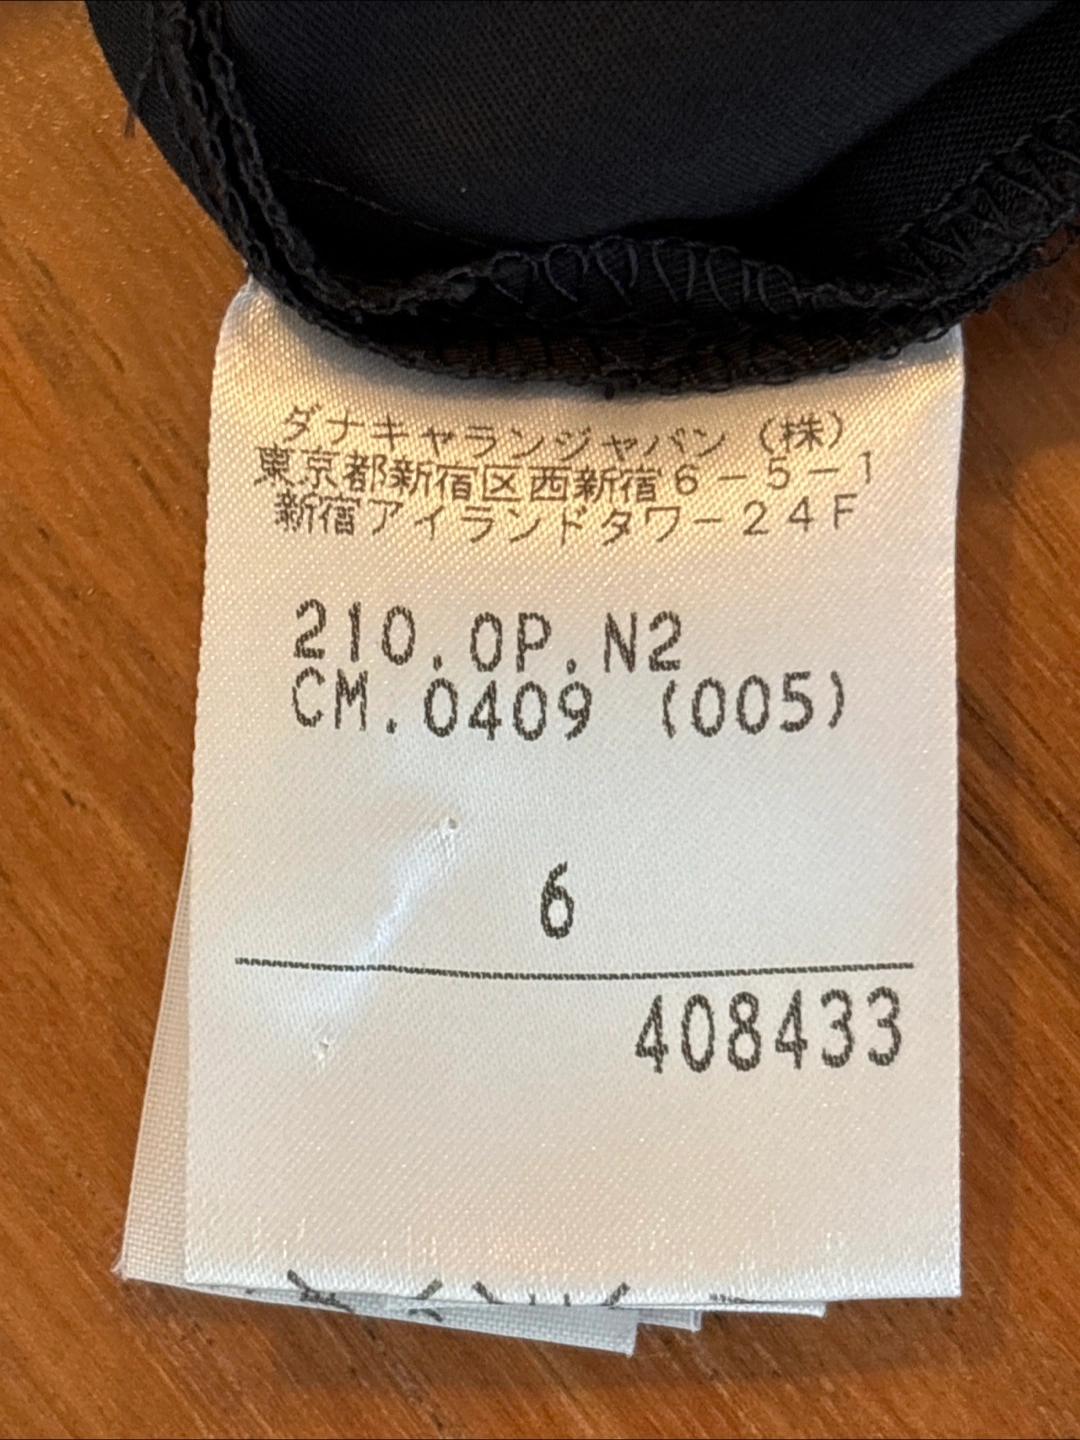 ダナキャランジャパン（株）
東京都新宿区西新宿6－5－1
新宿アイランドタワー24F
210.0P.N2
CM.0409 (005)
6
408433